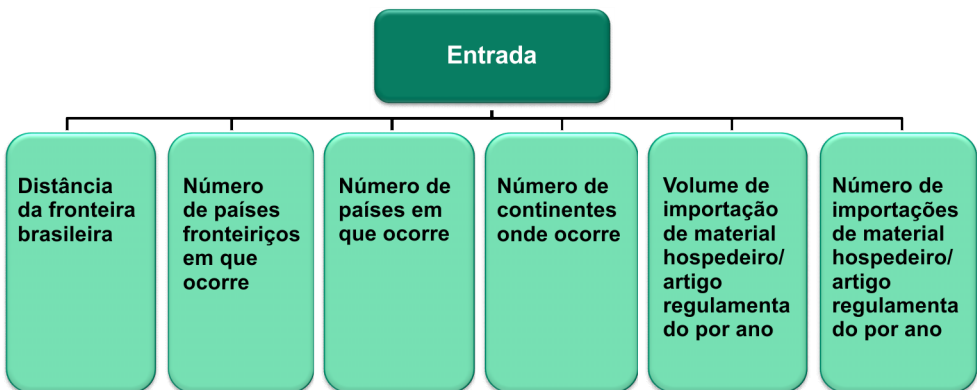 Entrada
Distância
da fronteira
brasileira
Número
de países
fronteiriços
em que
ocorre
Número de
países em
que ocorre
Número de
continentes
onde ocorre
Volume de
importação
de material
hospedeiro/
artigo
regulamenta
do por ano
Número de
importações
de material
hospedeiro/
artigo
regulamenta
do por ano